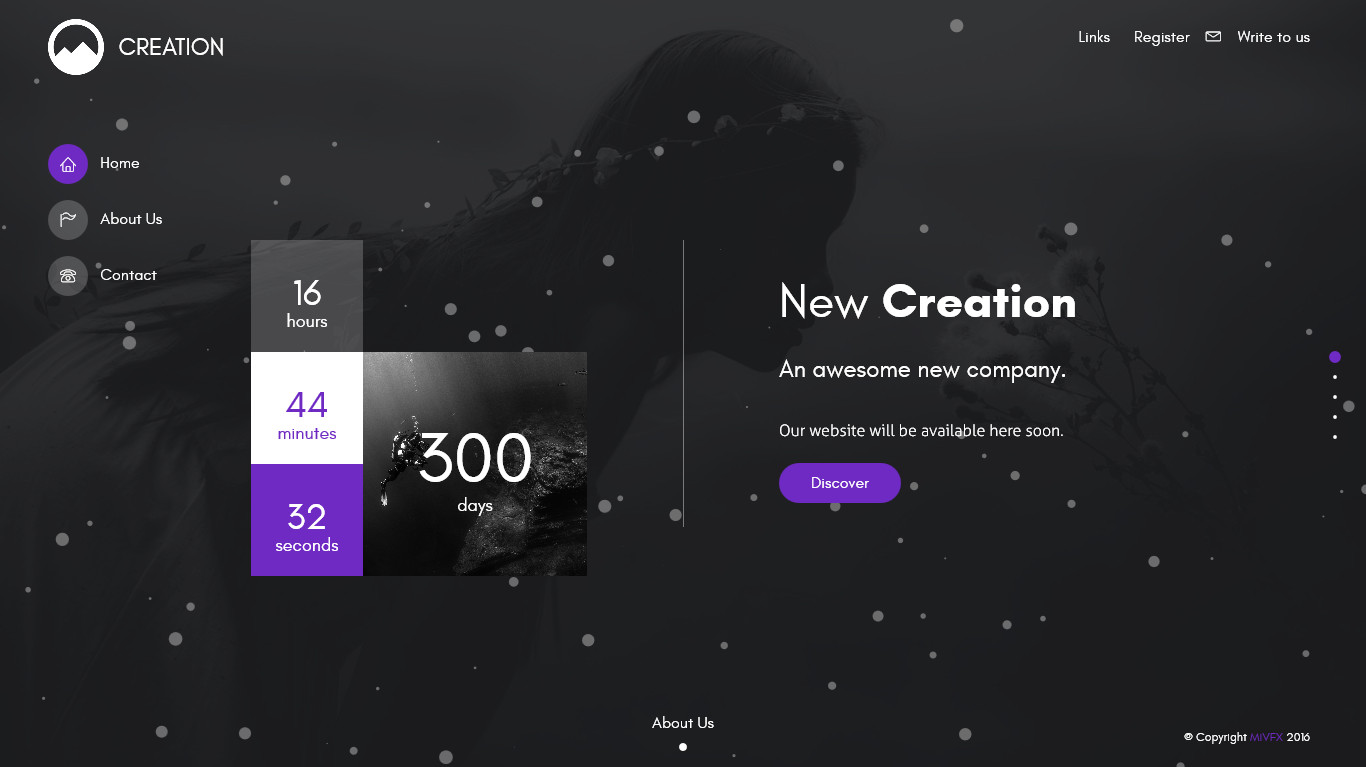 CREATION
Links Register Write to us
Home
About Us
Contact
16
hours
44
minutes
32
seconds
300
days
New Creation
An awesome new company.
Our website will be available here soon.
Discover
About Us
© Copyright MIVFX 2016